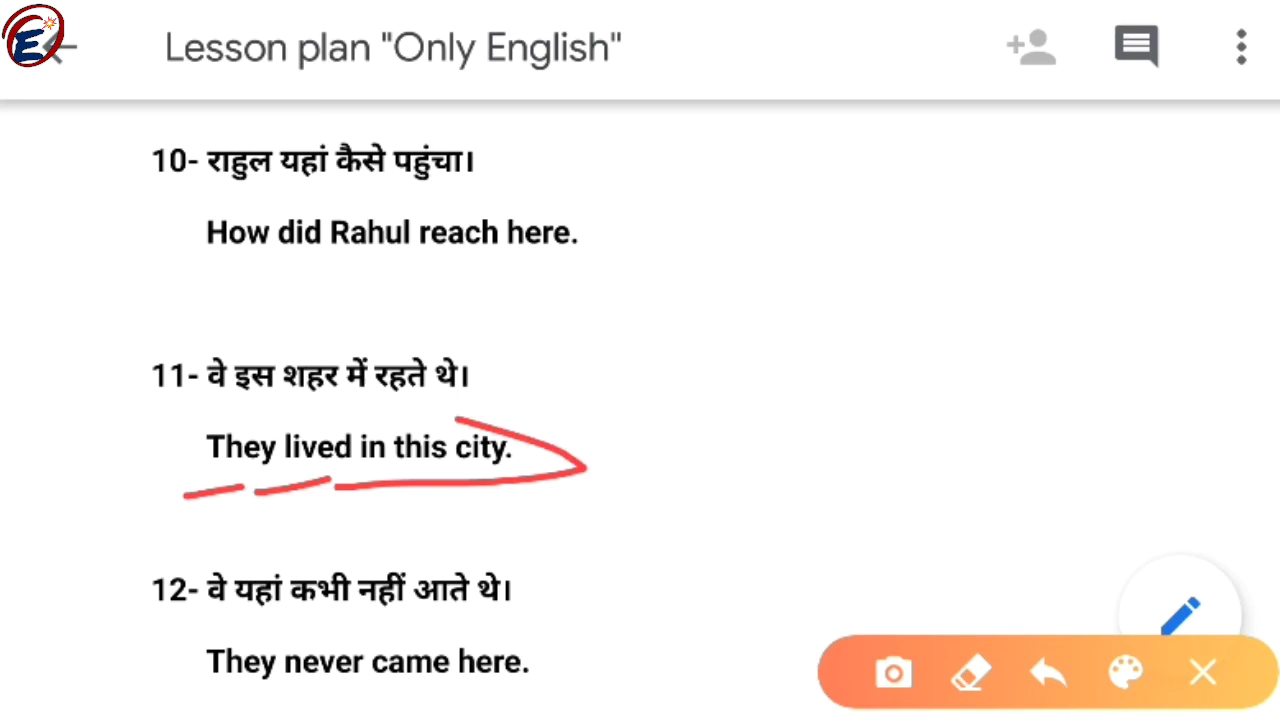 E
Lesson plan "Only English"
10- राहुल यहां कैसे पहुंचा।
How did Rahul reach here.
11- वे इस शहर में रहते थे।
They lived in this city.
12- वे यहां कभी नहीं आते थे।
They never came here.